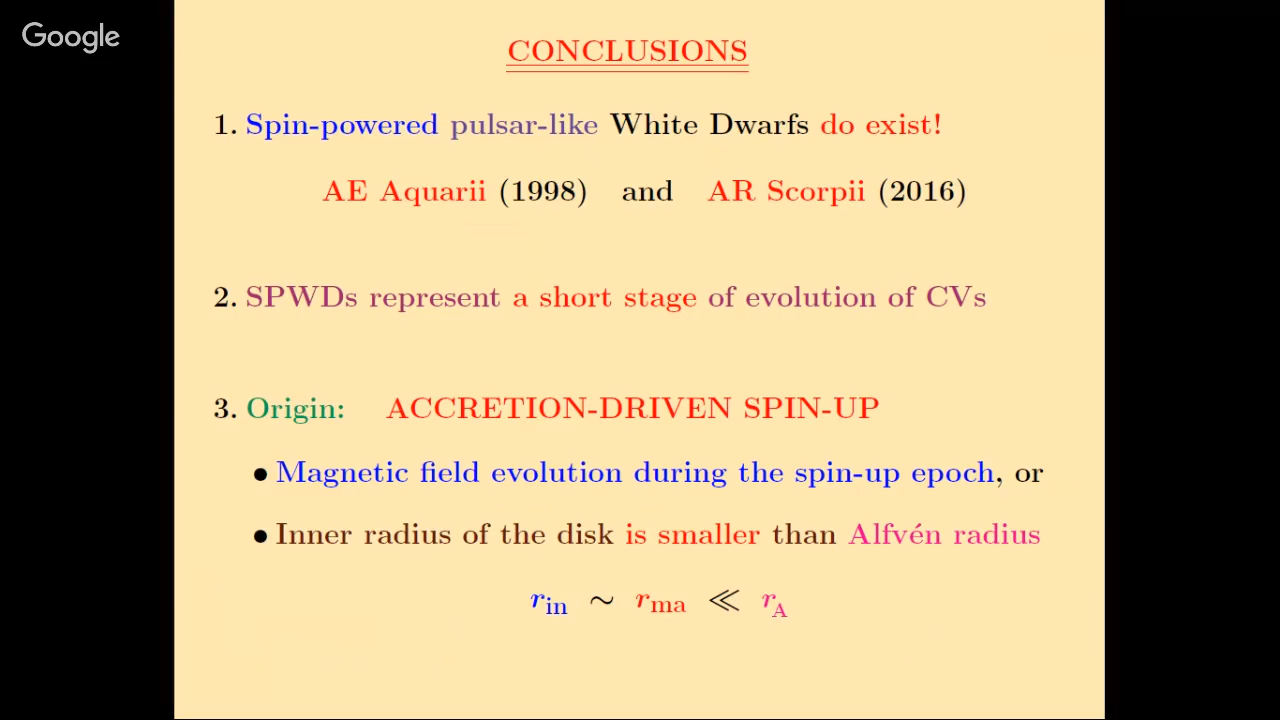 Google
CONCLUSIONS
1. Spin-powered pulsar-like White Dwarfs do exist!
AE Aquarii (1998) and AR Scorpii (2016)
2. SPWDs represent a short stage of evolution of CVs
3. Origin: ACCRETION-DRIVEN SPIN-UP
• Magnetic field evolution during the spin-up epoch, or
• Inner radius of the disk is smaller than Alfvén radius
r_in ∼ r_ma ≪ r_A